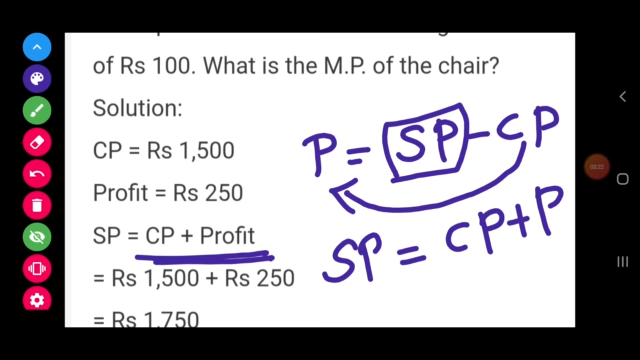 of Rs 100. What is the M.P. of the chair?
Solution:
CP = Rs 1,500
Profit = Rs 250
SP = CP + Profit
= Rs 1,500 + Rs 250
= Rs 1,750
P = SP - CP
SP = CP + P